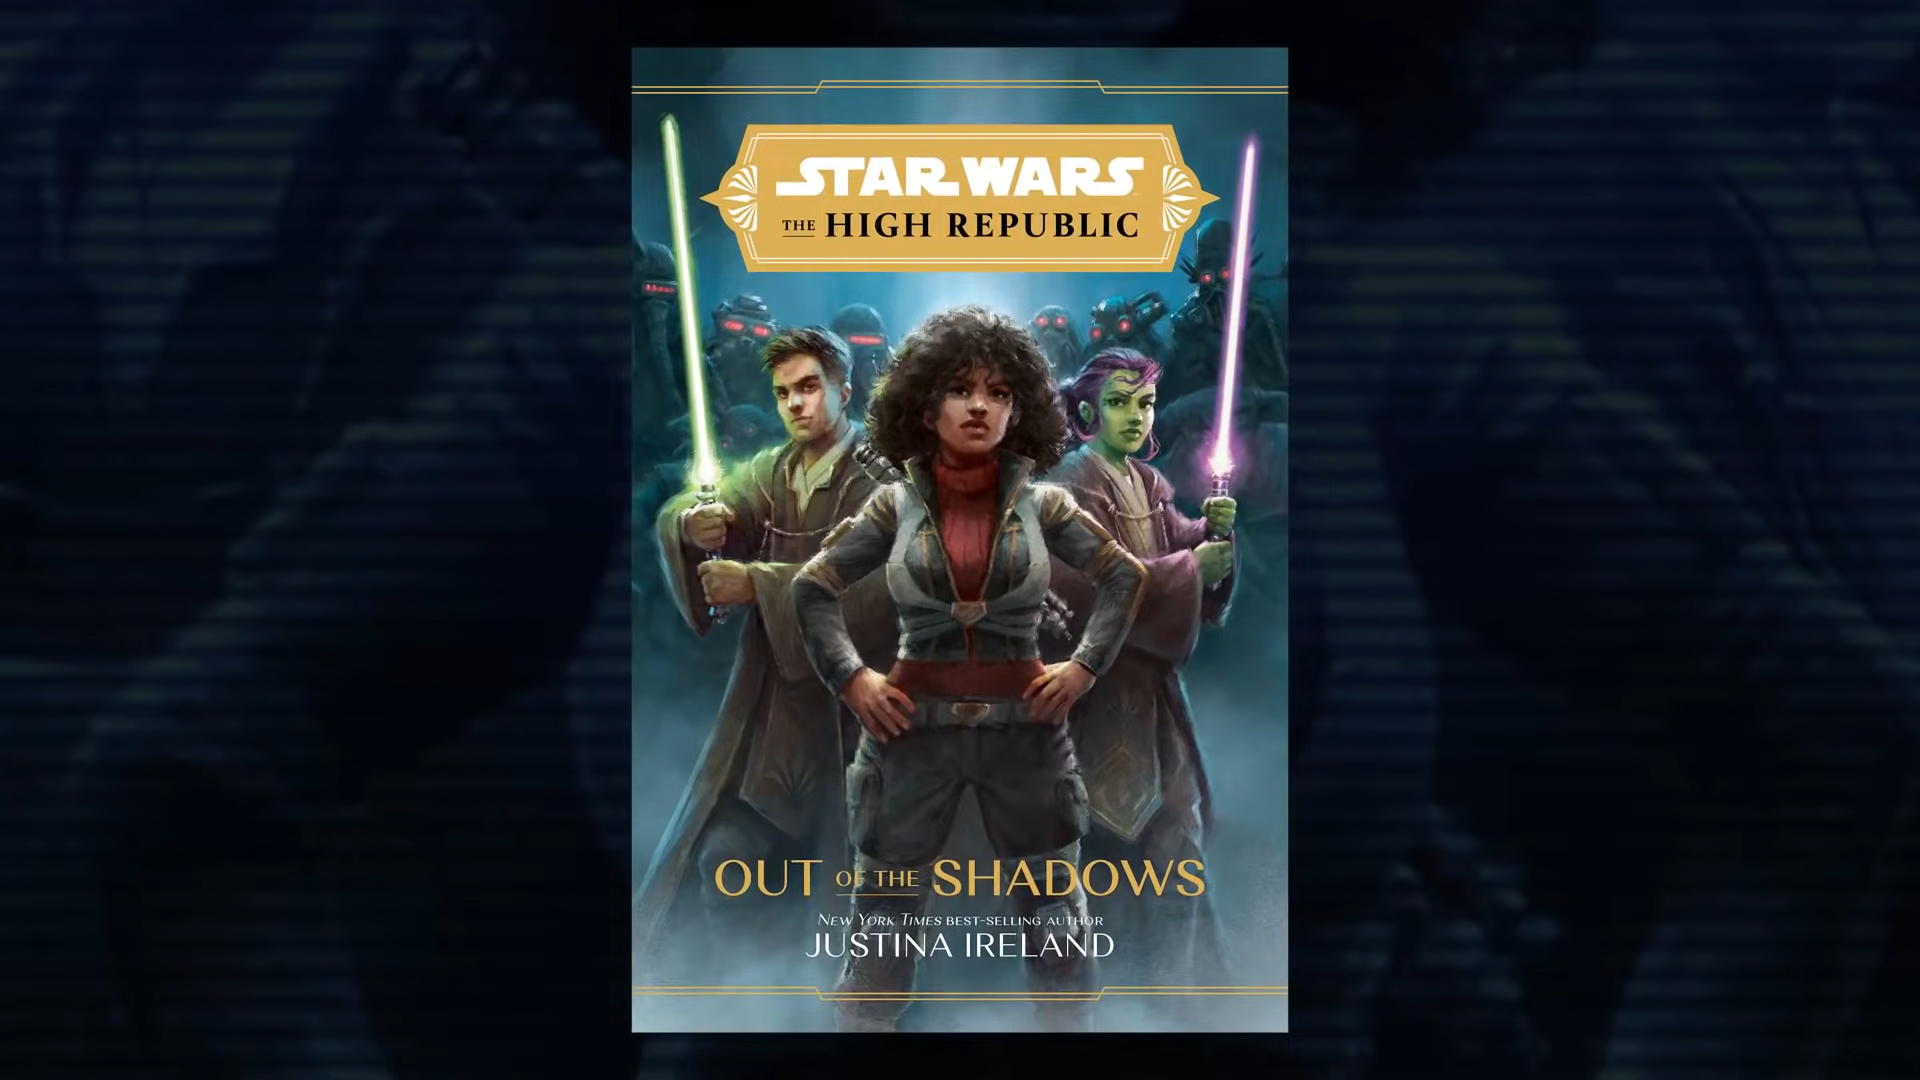 STAR WARS
THE HIGH REPUBLIC
OUT OF THE SHADOWS
NEW YORK TIMES BEST-SELLING AUTHOR
JUSTINA IRELAND